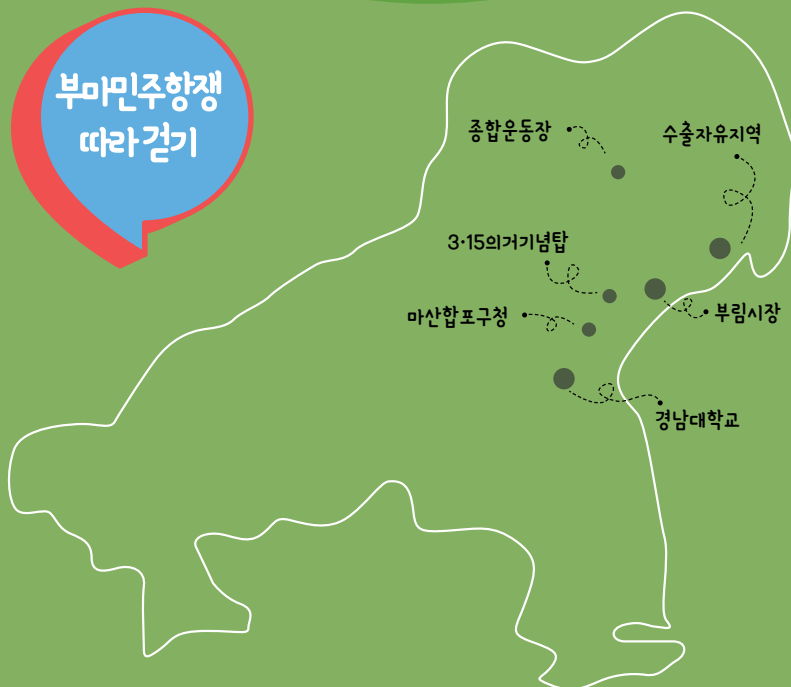 부마민주항쟁
따라 걷기
종합운동장
수출자유지역
3·15의거기념탑
마산합포구청
부림시장
경남대학교